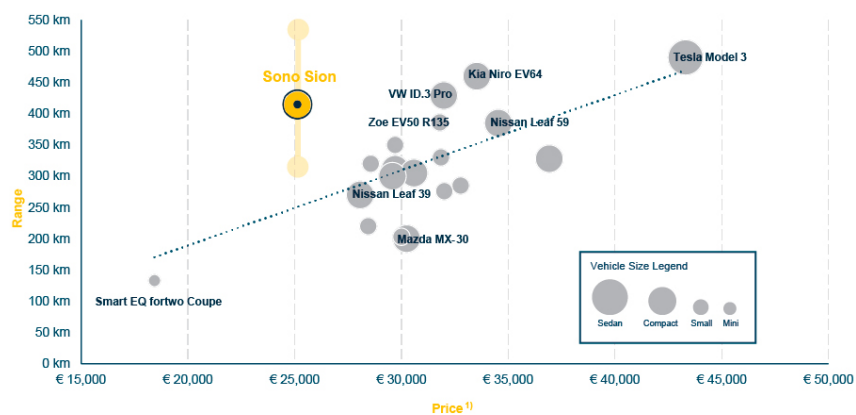 550 km
500 km
450 km
400 km
350 km
300 km
250 km
200 km
150 km
100 km
50 km
0 km
Range
Sono Sion
Tesla Model 3
Kia Niro EV64
VW ID.3 Pro
Zoe EV50 R135
Nissan Leaf 59
Nissan Leaf 39
Mazda MX-30
Smart EQ fortwo Coupe
Vehicle Size Legend
Sedan Compact Small Mini
€ 15,000 € 20,000 € 25,000 € 30,000 € 35,000 € 40,000 € 45,000 € 50,000
Price 1)